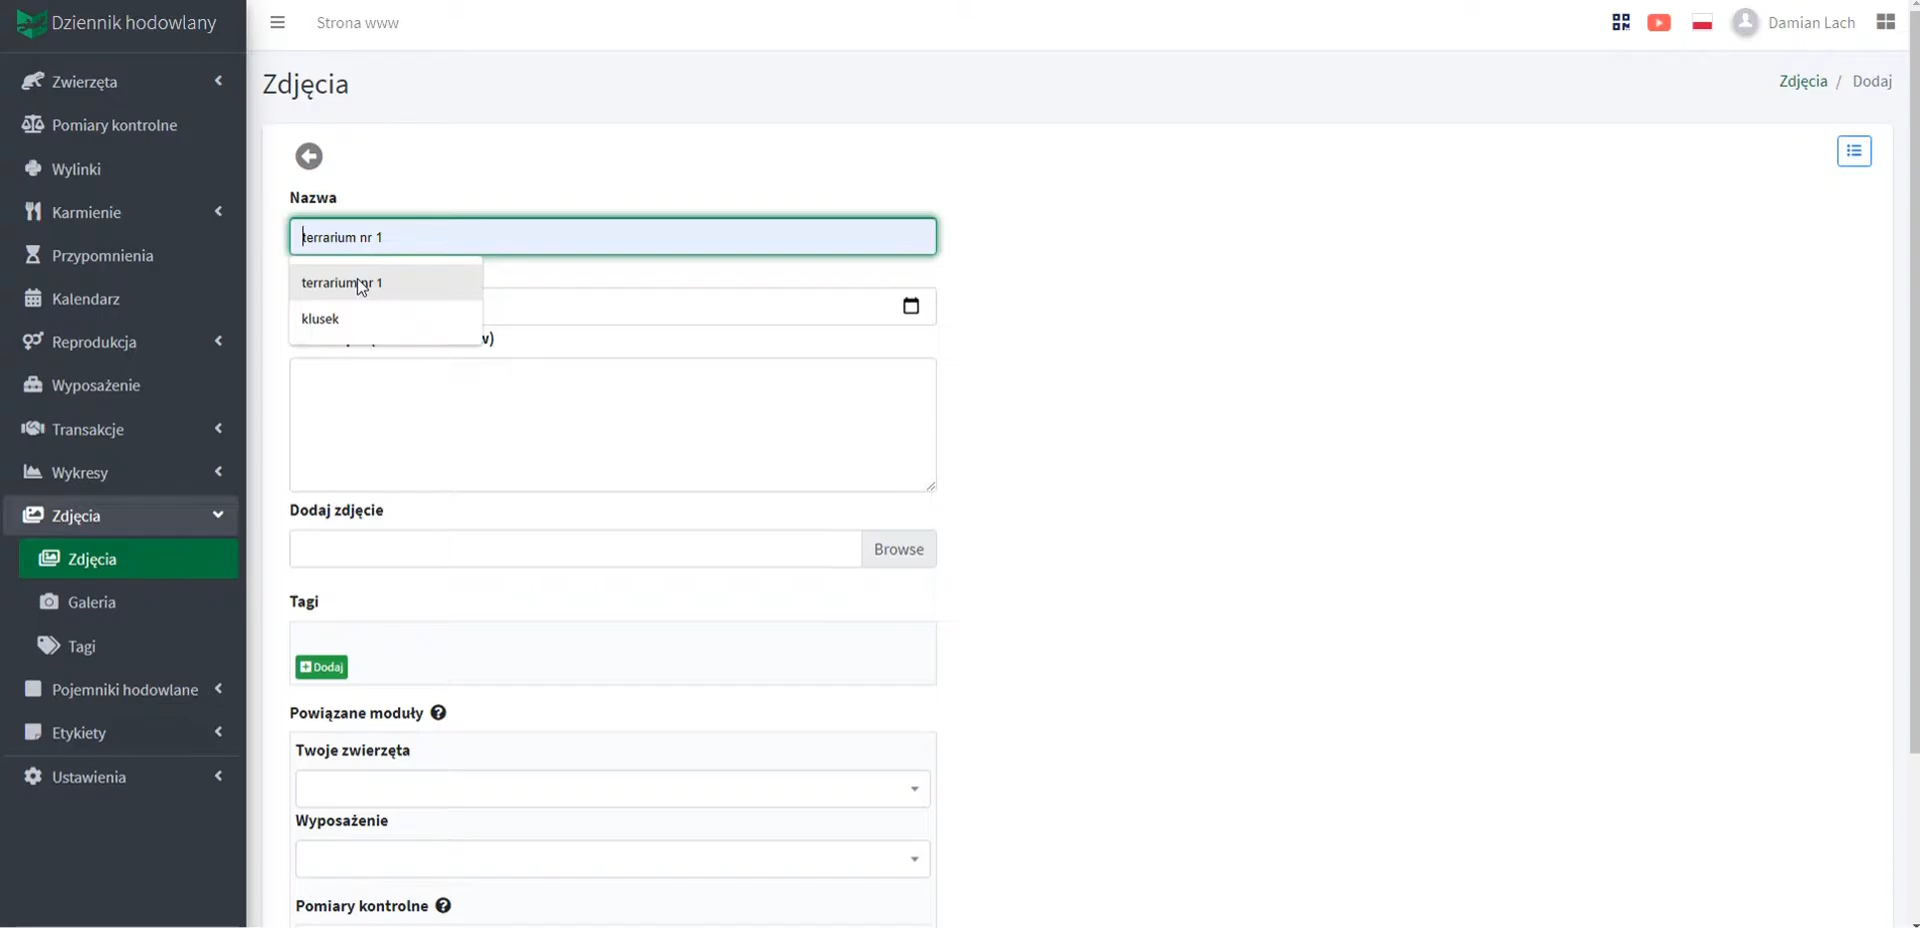 Dziennik hodowlany
Strona www
Damian Lach
Zwierzęta
Pomiary kontrolne
Wylinki
Karmienie
Przypomnienia
Kalendarz
Reprodukcja
Wyposażenie
Transakcje
Wykresy
Zdjęcia
Zdjęcia
Galeria
Tagi
Pojemniki hodowlane
Etykiety
Ustawienia
Zdjęcia
Zdjęcia / Dodaj
Nazwa
terrarium nr 1
terrarium nr 1
klusek
w)
Dodaj zdjęcie
Browse
Tagi
Dodaj
Powiązane moduły
Twoje zwierzęta
Wyposażenie
Pomiary kontrolne